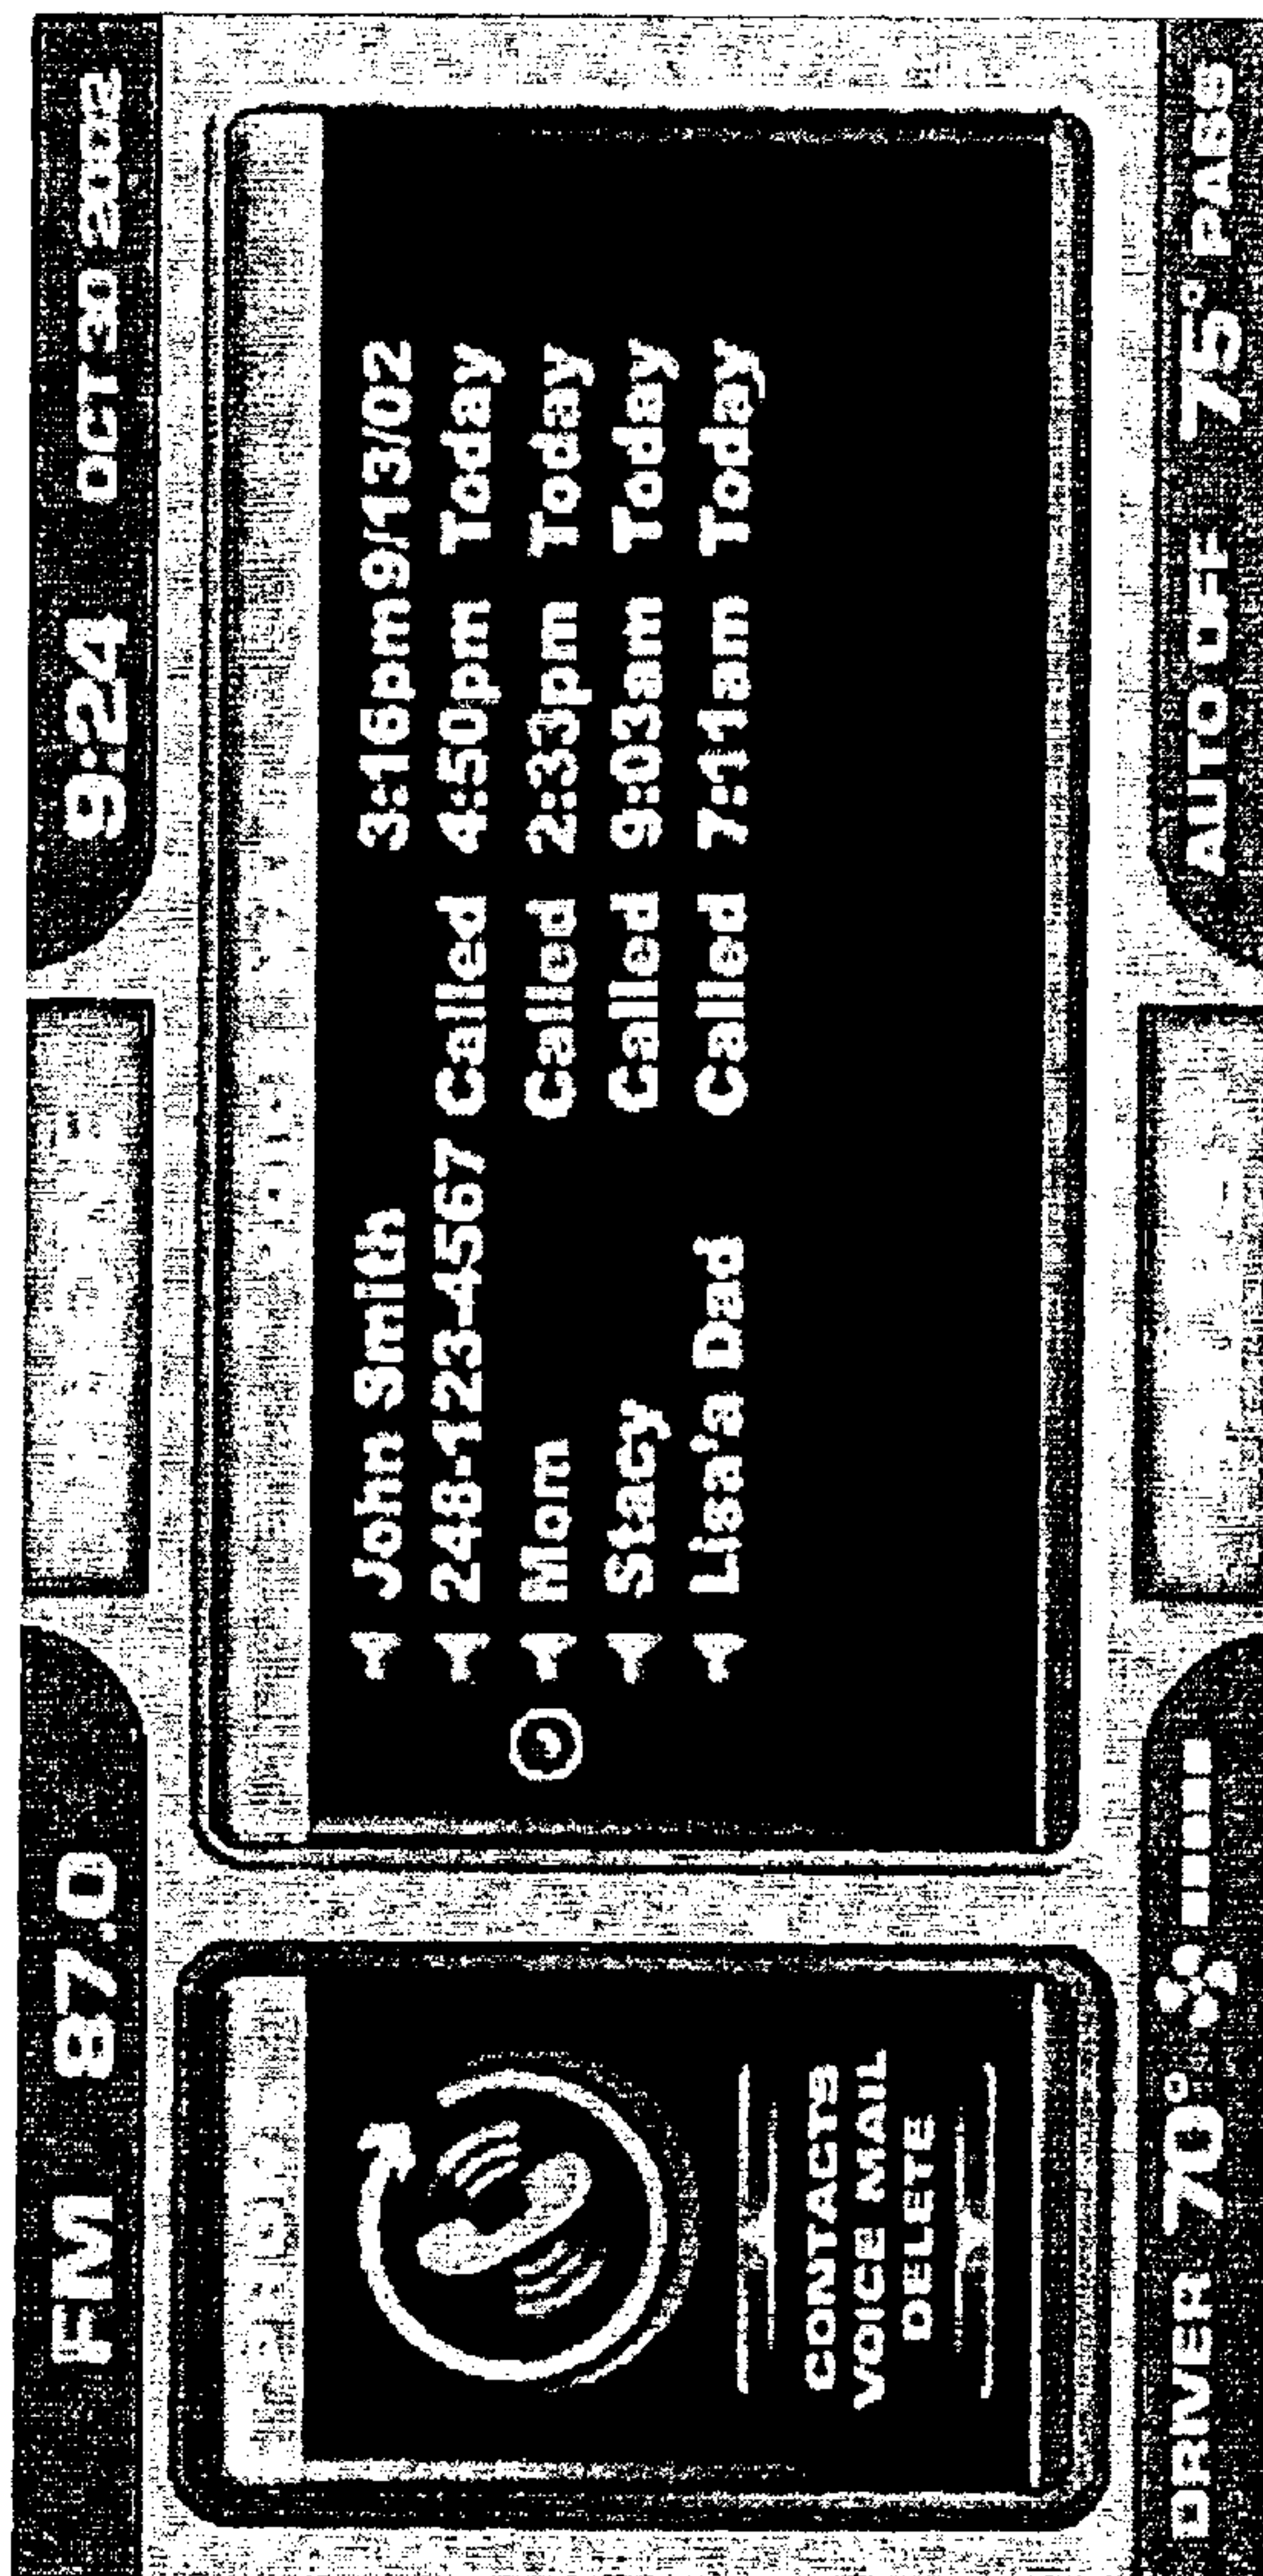 FM 87.0
9:24 OCT 30 2002
John Smith 3:16pm 9/13/02
248-123-4567 Called 4:50pm Today
Mom Called 2:33pm Today
Stacy Called 9:03am Today
Lisa'a Dad Called 7:11am Today
CONTACTS
VOICE MAIL
DELETE
DRIVER 70°
AUTO OFF 75° PASS